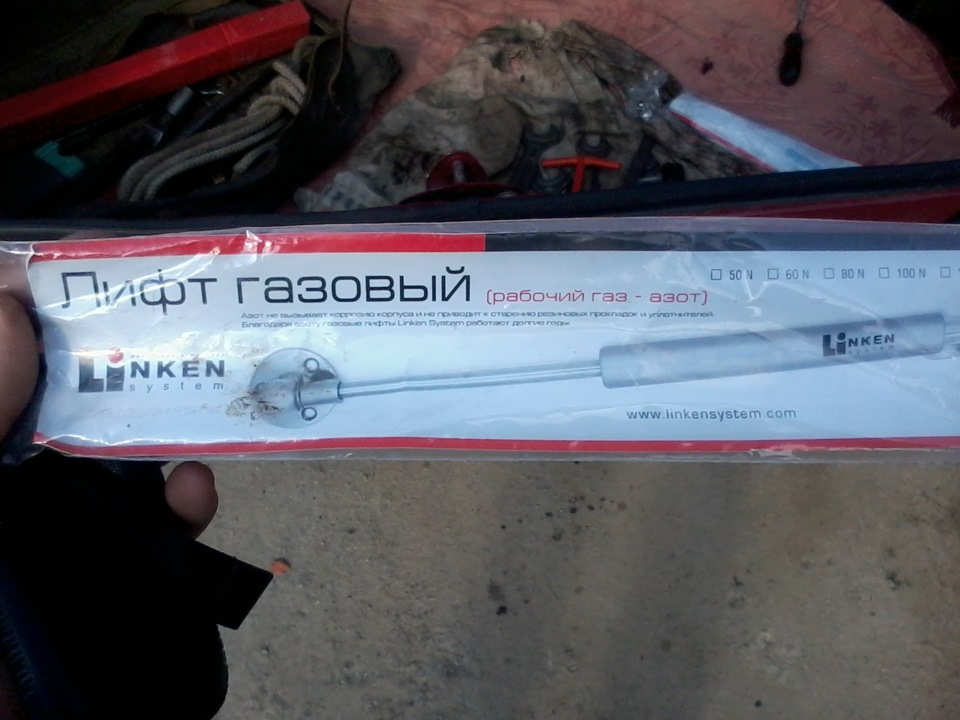 Лифт газовый (рабочий газ - азот)
50 N 60 N 80 N 100 N
Азот не вызывает коррозию корпуса и не приводит к старению резиновых прокладок и уплотнителей.
Благодаря азоту газовые лифты Linken System работают долгие годы.
LiNKEN
system
LiNKEN
system
www.linkensystem.com